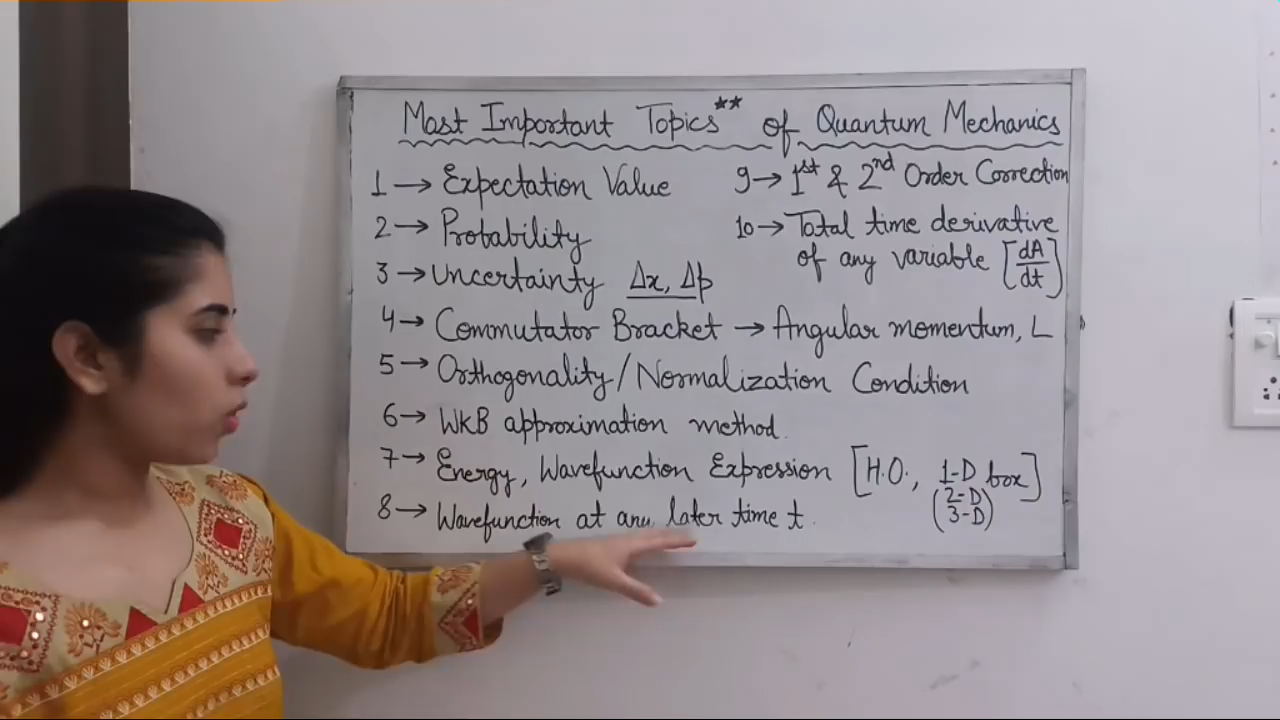 Most Important Topics** of Quantum Mechanics
1 → Expectation Value
2 → Probability
3 → Uncertainty Δx, Δp
4 → Commutator Bracket → Angular momentum, L
5 → Orthogonality/Normalization Condition
6 → WKB approximation method.
7 → Energy, Wavefunction Expression [H.O., 1-D box]
(2-D
3-D)
8 → Wavefunction at any later time t.
9 → 1st & 2nd Order Correction
10 → Total time derivative
of any variable [dA/dt]